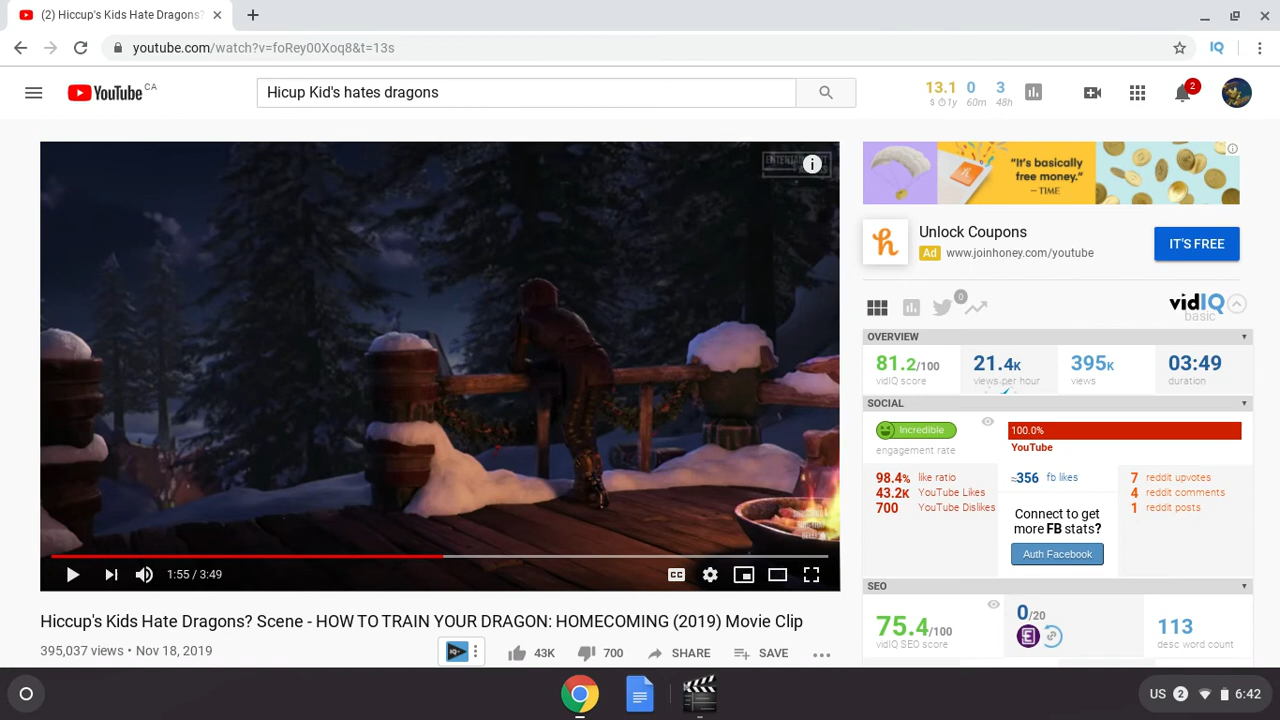 (2) Hiccup's Kids Hate Dragons?
youtube.com/watch?v=foRey00Xoq8&t=13s
IQ
YouTube CA
Hicup Kid's hates dragons
13.1 0 3
$ 1y 60m 48h
2
ENTERTAINMENT
i
"It's basically
free money."
— TIME
Unlock Coupons
Ad www.joinhoney.com/youtube
IT'S FREE
0
vidIQ
basic
OVERVIEW
81.2/100 21.4K 395K 03:49
vidIQ score views per hour views duration
SOCIAL
Incredible
engagement rate
100.0%
YouTube
98.4% like ratio
43.2K YouTube Likes
700 YouTube Dislikes
≈356 fb likes
Connect to get
more FB stats?
Auth Facebook
7 reddit upvotes
4 reddit comments
1 reddit posts
SEO
75.4/100
vidIQ SEO score
0/20
113
desc word count
1:55 / 3:49
CC
Hiccup's Kids Hate Dragons? Scene - HOW TO TRAIN YOUR DRAGON: HOMECOMING (2019) Movie Clip
395,037 views • Nov 18, 2019
43K 700 SHARE SAVE
US 2 6:42